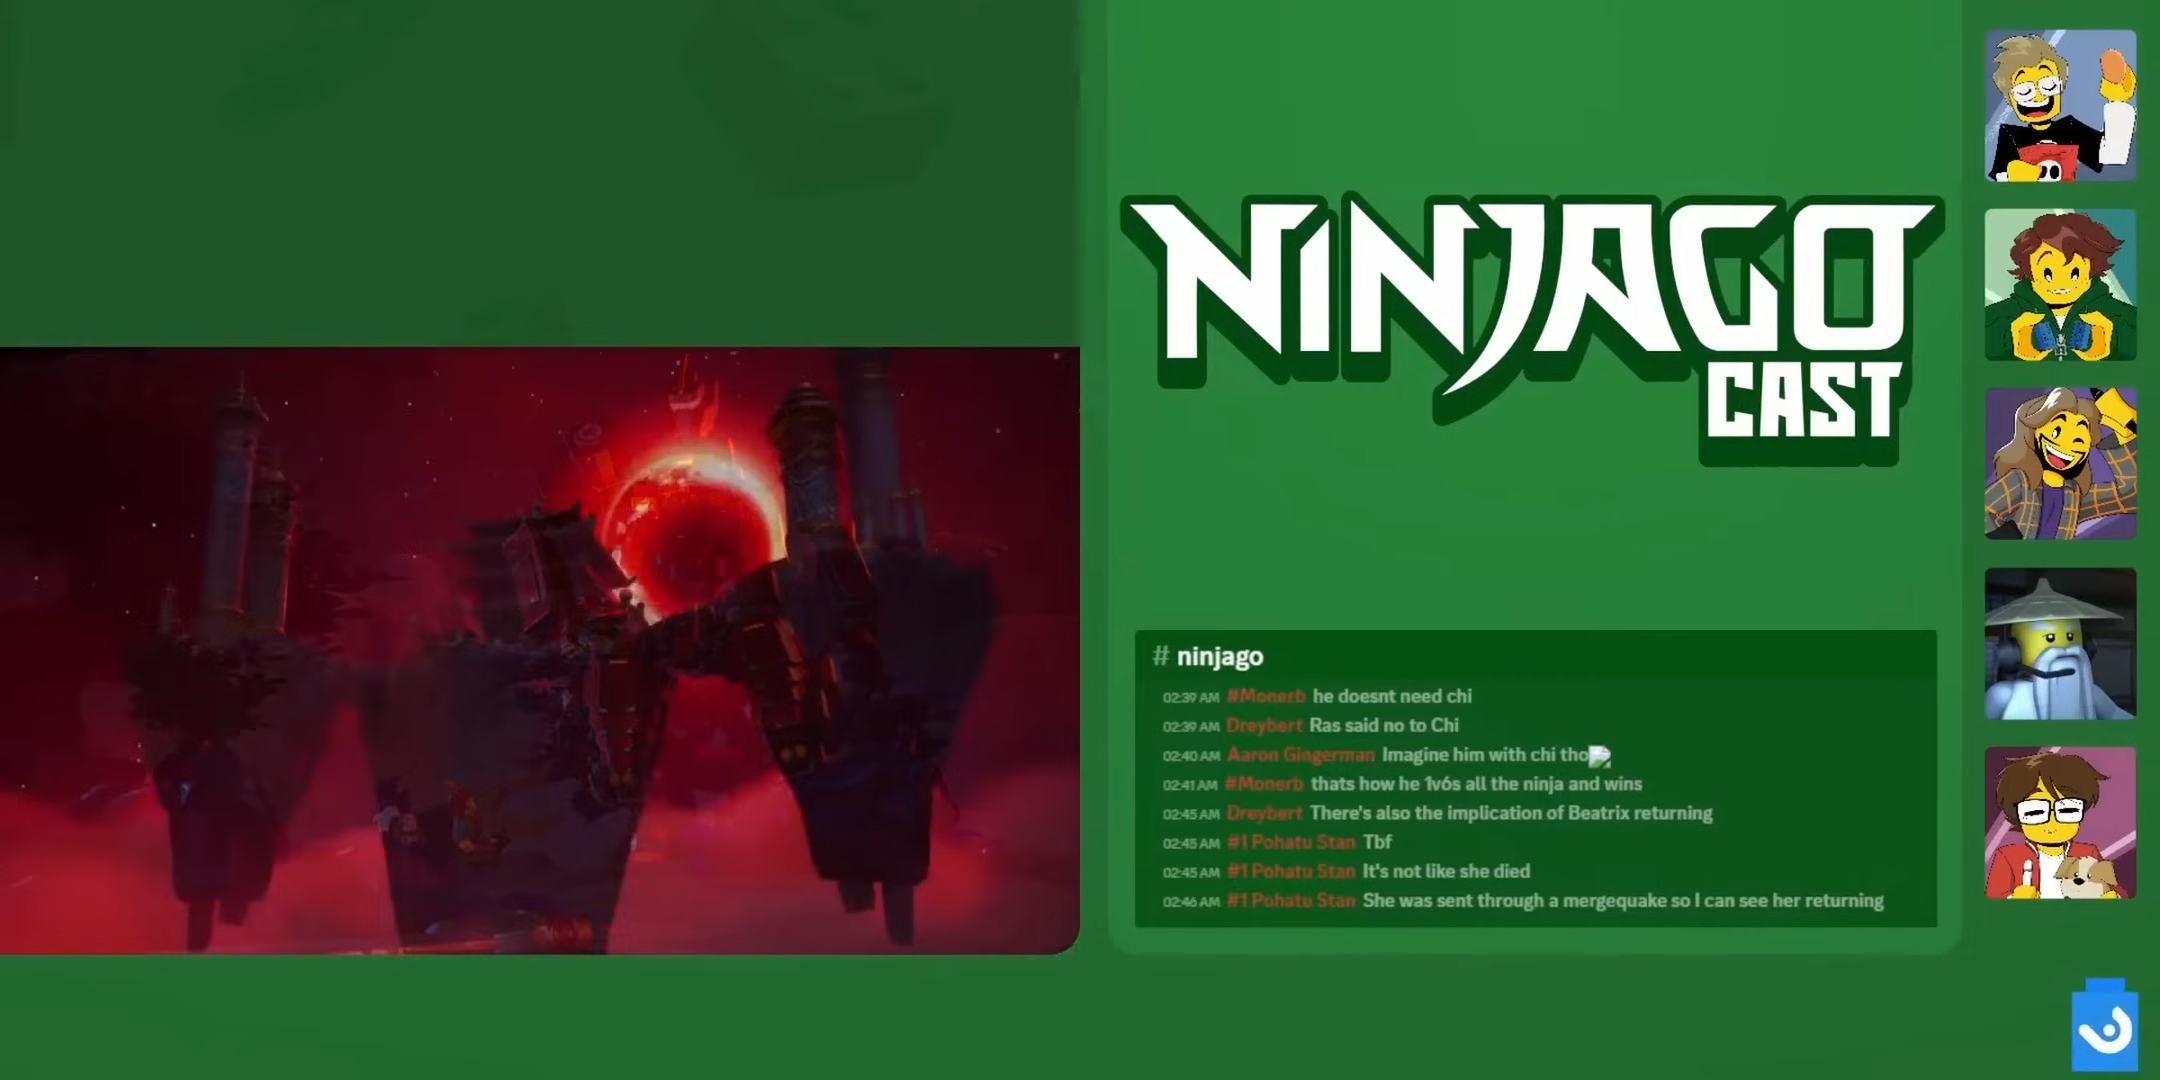 NINJAGO
CAST
# ninjago
02:39 AM #Monerb he doesnt need chi
02:39 AM Dreybert Ras said no to Chi
02:40 AM Aaron Gingerman Imagine him with chi tho
02:41 AM #Monerb thats how he 1v6s all the ninja and wins
02:45 AM Dreybert There's also the implication of Beatrix returning
02:45 AM #1 Pohatu Stan Tbf
02:45 AM #1 Pohatu Stan It's not like she died
02:46 AM #1 Pohatu Stan She was sent through a mergequake so I can see her returning